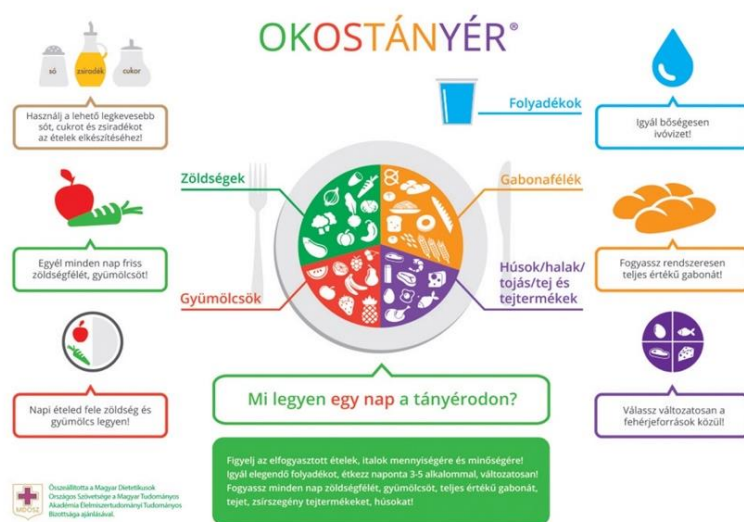 OKOSTÁNYÉR®
só
zsiradék
cukor
Használj a lehető legkevesebb
sót, cukrot és zsiradékot
az ételek elkészítéséhez!
Folyadékok
Igyál bőségesen
ivóvizet!
Zöldségek
Gabonafélék
Egyél minden nap friss
zöldségfélét, gyümölcsöt!
Gyümölcsök
Húsok/halak/
tojás/tej és
tejtermékek
Fogyassz rendszeresen
teljes értékű gabonát!
Napi ételed fele zöldség és
gyümölcs legyen!
Mi legyen egy nap a tányérodon?
Válassz változatosan a
fehérjeforrások közül!
Figyelj az elfogyasztott ételek, italok mennyiségére és minőségére!
Igyál elegendő folyadékot, étkezz naponta 3-5 alkalommal, változatosan!
Fogyassz minden nap zöldségfélét, gyümölcsöt, teljes értékű gabonát,
tejet, zsírszegény tejtermékeket, húsokat!
MDOSZ
Összeállította a Magyar Dietetikusok
Országos Szövetsége a Magyar Tudományos
Akadémia Élelmiszertudományi Tudományos
Bizottsága ajánlásával.